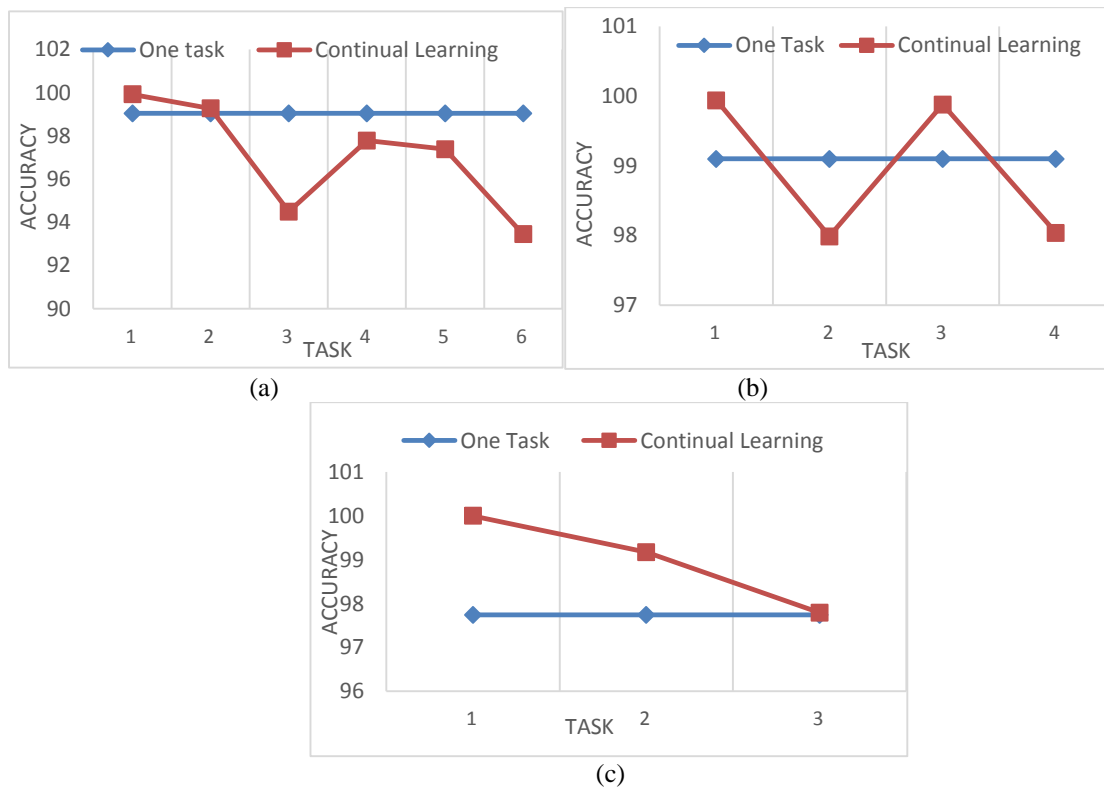 One task Continual Learning
102
100
98
96
94
92
90
ACCURACY
1 2 3 4 5 6
TASK
(a)
One Task Continual Learning
101
100
99
98
97
ACCURACY
1 2 3 4
TASK
(b)
One Task Continual Learning
101
100
99
98
97
96
ACCURACY
1 2 3
TASK
(c)